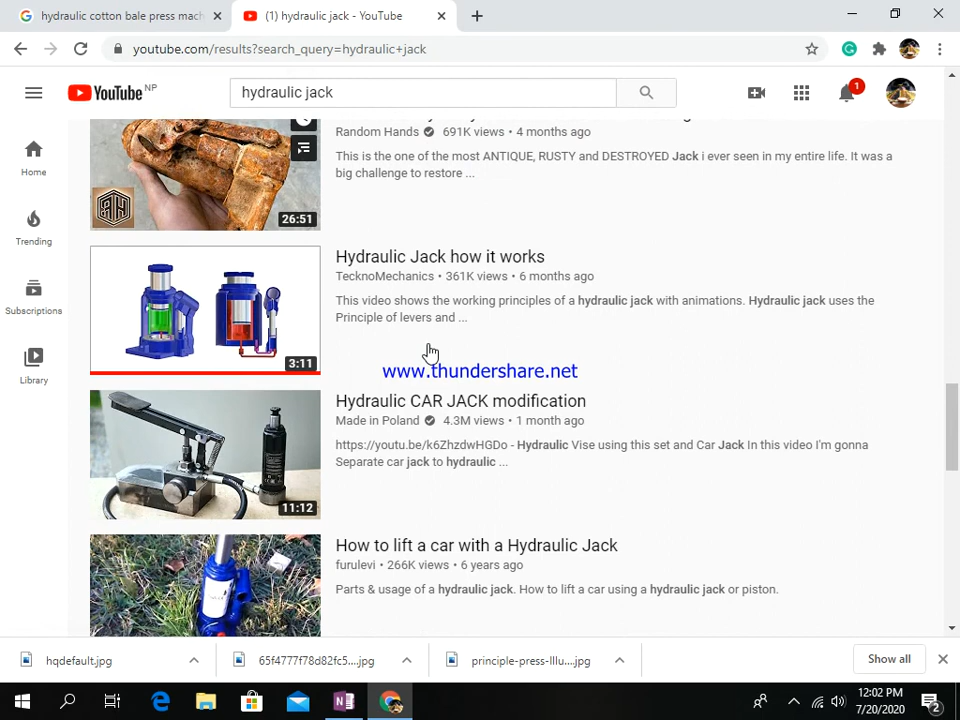 hydraulic cotton bale press mach
(1) hydraulic jack - YouTube
youtube.com/results?search_query=hydraulic+jack
YouTube NP
hydraulic jack
1
Home
Trending
Subscriptions
Library
Random Hands 691K views • 4 months ago
This is the one of the most ANTIQUE, RUSTY and DESTROYED Jack i ever seen in my entire life. It was a
big challenge to restore ...
26:51
Hydraulic Jack how it works
TecknoMechanics • 361K views • 6 months ago
This video shows the working principles of a hydraulic jack with animations. Hydraulic jack uses the
Principle of levers and ...
3:11
www.thundershare.net
Hydraulic CAR JACK modification
Made in Poland 4.3M views • 1 month ago
https://youtu.be/k6ZhzdwHGDo - Hydraulic Vise using this set and Car Jack In this video I'm gonna
Separate car jack to hydraulic ...
11:12
How to lift a car with a Hydraulic Jack
furulevi • 266K views • 6 years ago
Parts & usage of a hydraulic jack. How to lift a car using a hydraulic jack or piston.
hqdefault.jpg
65f4777f78d82fc5....jpg
principle-press-Illu....jpg
Show all
12:02 PM
7/20/2020
2